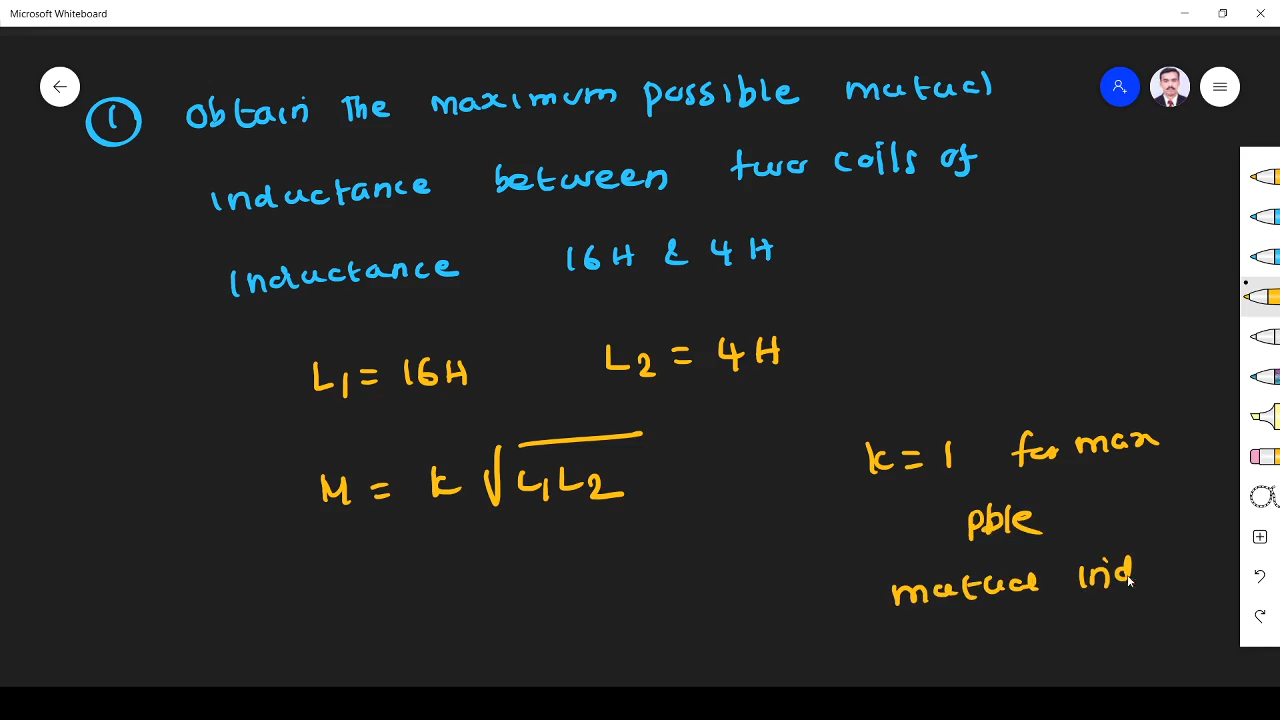 Microsoft Whiteboard
① Obtain The maximum possible mutual
inductance between two coils of
Inductance 16H & 4H
L₁ = 16H L₂ = 4H
M = k √L₁L₂
k = 1 for max
pble
mutual ind